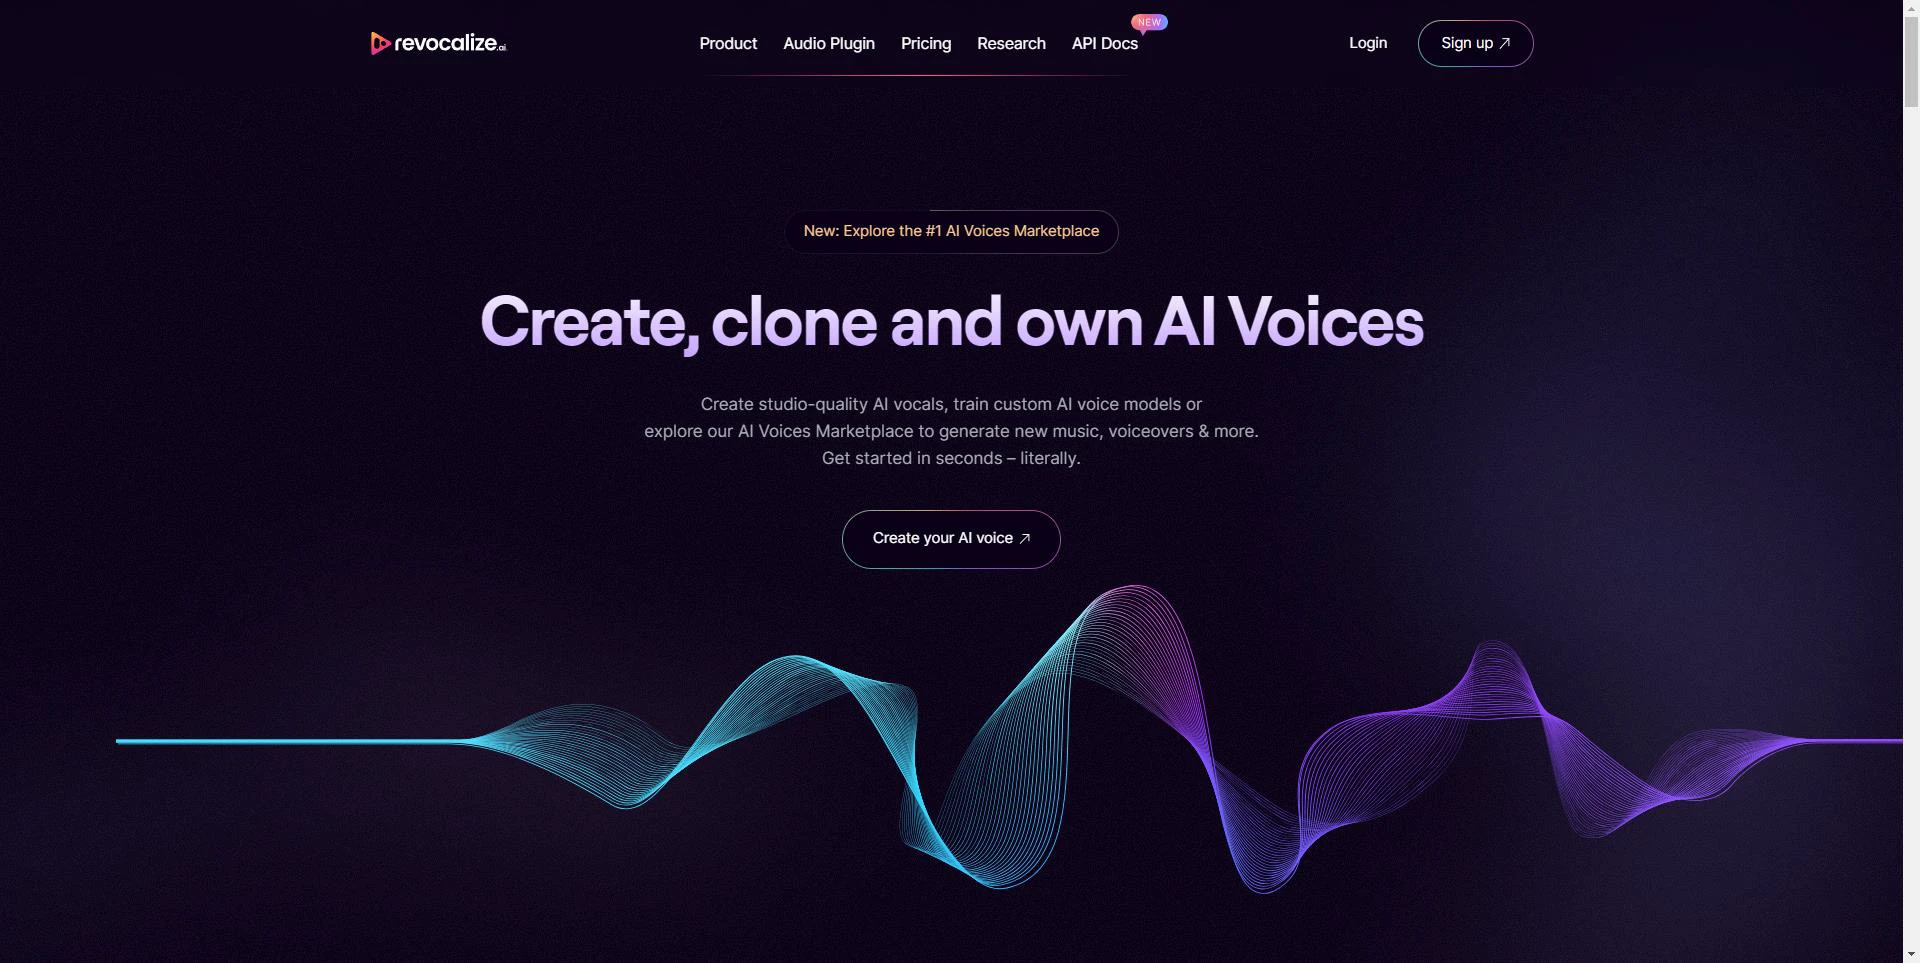 revocalize.ai
Product
Audio Plugin
Pricing
Research
API Docs
NEW
Login
Sign up
New: Explore the #1 AI Voices Marketplace
Create, clone and own AI Voices
Create studio-quality AI vocals, train custom AI voice models or
explore our AI Voices Marketplace to generate new music, voiceovers & more.
Get started in seconds – literally.
Create your AI voice